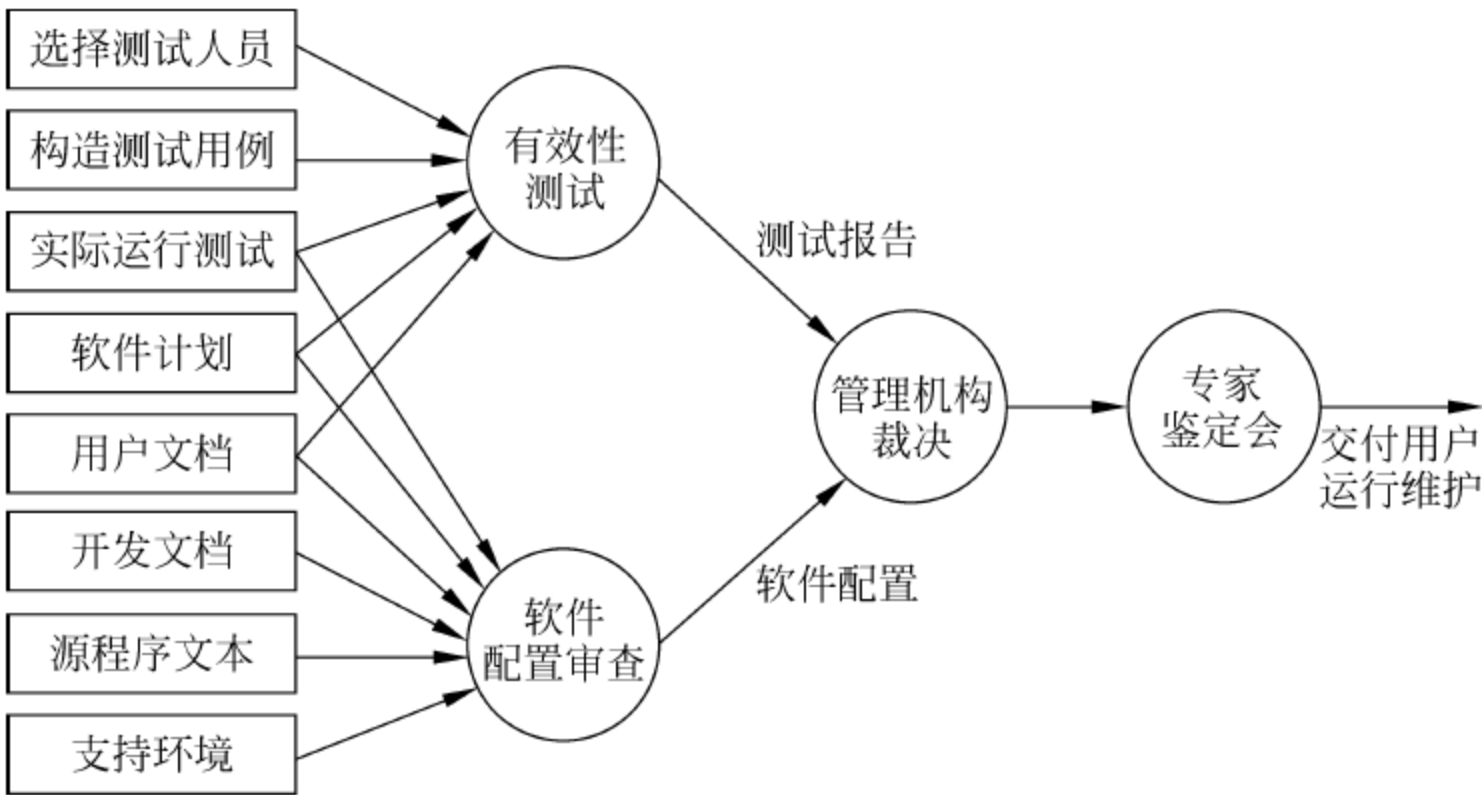 选择测试人员
构造测试用例
实际运行测试
软件计划
用户文档
开发文档
源程序文本
支持环境
有效性
测试
软件
配置审查
测试报告
软件配置
管理机构
裁决
专家
鉴定会
交付用户
运行维护